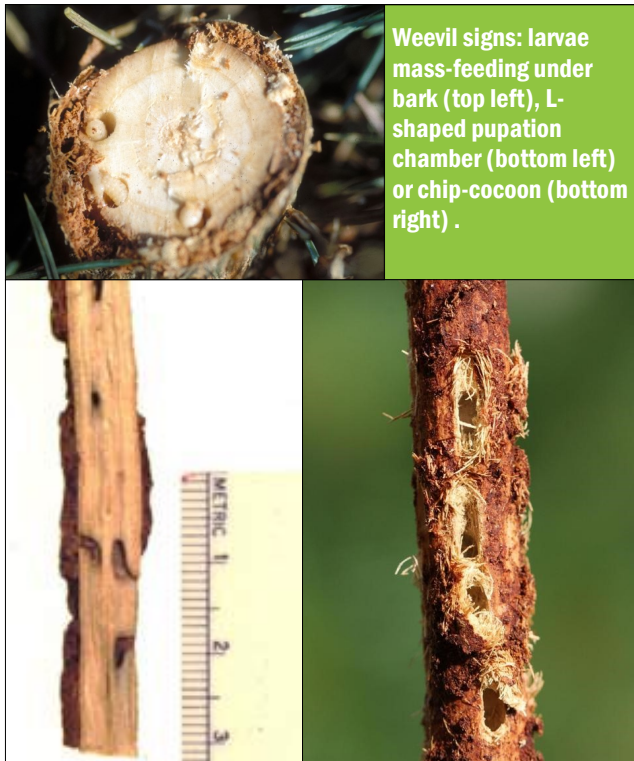 Weevil signs: larvae
mass-feeding under
bark (top left), L-
shaped pupation
chamber (bottom left)
or chip-cocoon (bottom
right) .
METRIC 1
2
3